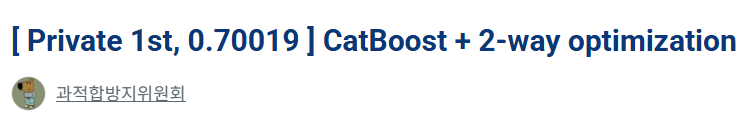 [ Private 1st, 0.70019 ] CatBoost + 2-way optimization
과적합방지위원회